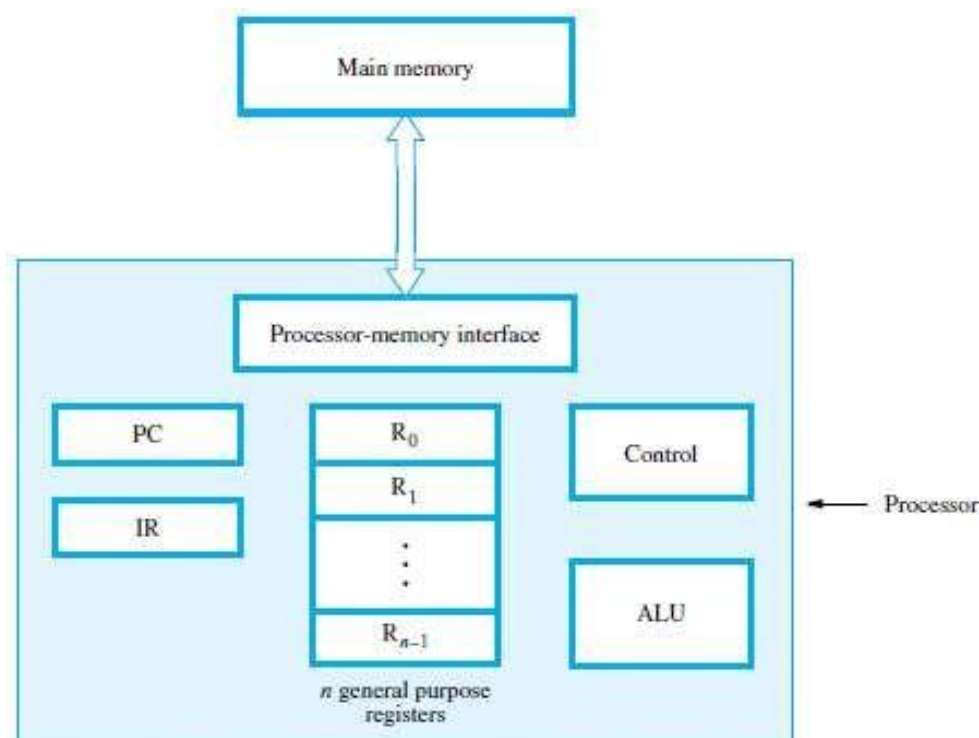 Main memory
Processor-memory interface
PC
IR
R0
R1
Rn–1
n general purpose
registers
Control
ALU
Processor